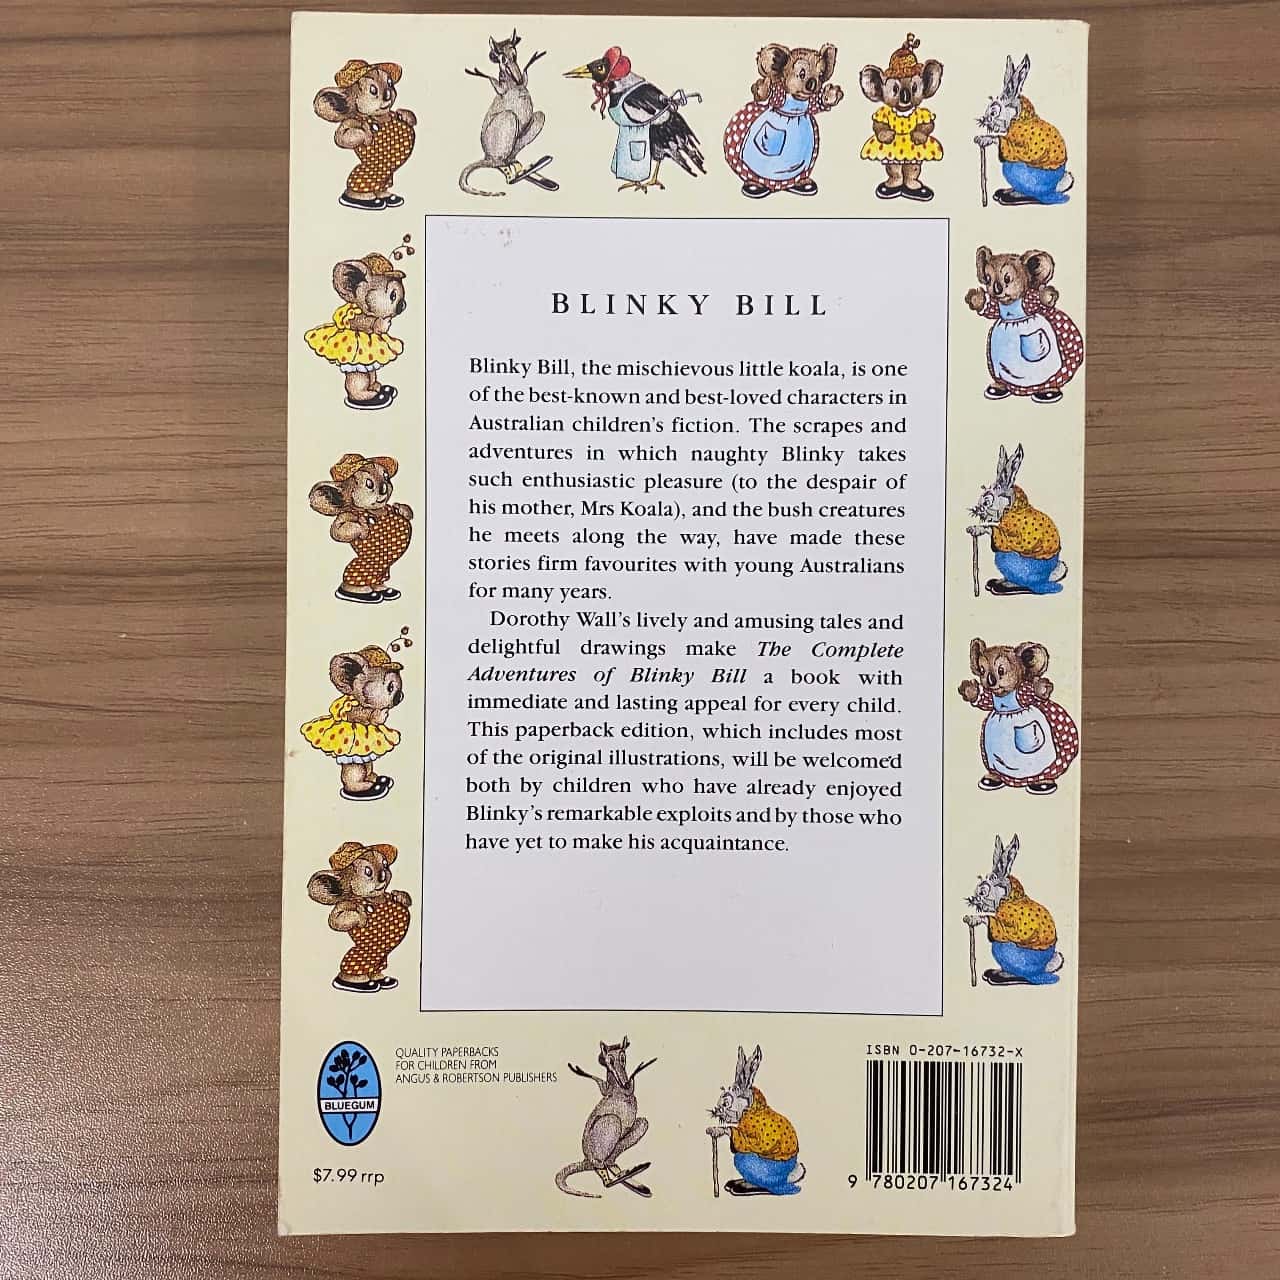 BLINKY BILL
Blinky Bill, the mischievous little koala, is one
of the best-known and best-loved characters in
Australian children's fiction. The scrapes and
adventures in which naughty Blinky takes
such enthusiastic pleasure (to the despair of
his mother, Mrs Koala), and the bush creatures
he meets along the way, have made these
stories firm favourites with young Australians
for many years.
Dorothy Wall's lively and amusing tales and
delightful drawings make The Complete
Adventures of Blinky Bill a book with
immediate and lasting appeal for every child.
This paperback edition, which includes most
of the original illustrations, will be welcomed
both by children who have already enjoyed
Blinky's remarkable exploits and by those who
have yet to make his acquaintance.
BLUEGUM
QUALITY PAPERBACKS
FOR CHILDREN FROM
ANGUS & ROBERTSON PUBLISHERS
$7.99 rrp
ISBN 0-207-16732-X
9 780207 167324